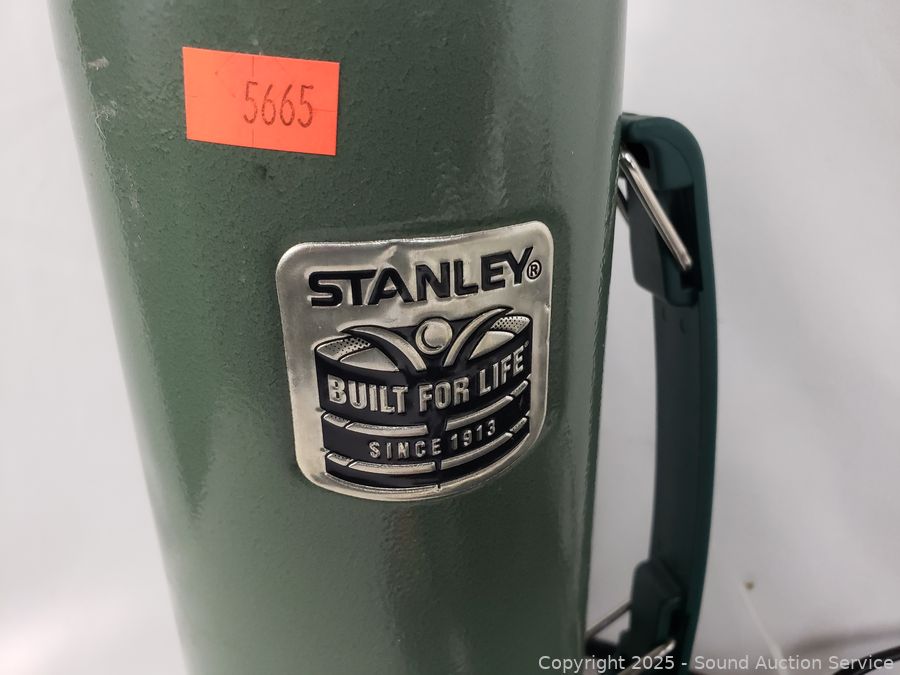 5665
STANLEY®
BUILT FOR LIFE
SINCE 1913
Copyright © 2025 - Sound Auction Service